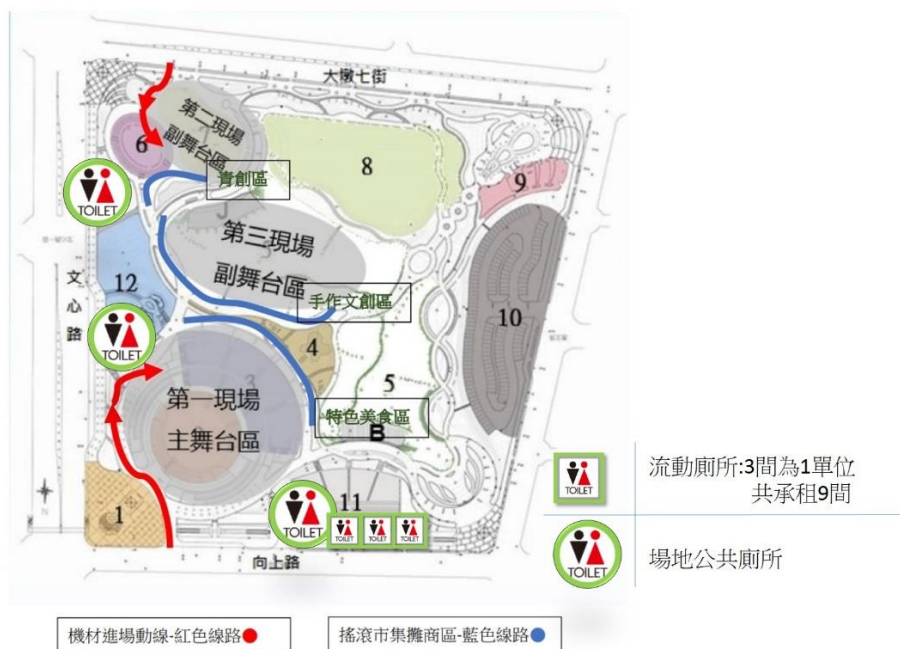 大墩七街
第二現場
副舞台區
6
TOILET
青創區
8
9
第三現場
副舞台區
12
文心路
手作文創區
10
TOILET
4
3
5
第一現場
主舞台區
特色美食區
B
1
11
TOILET
TOILET
TOILET
TOILET
向上路
TOILET
流動廁所:3間為1單位
共承租9間
TOILET
場地公共廁所
機材進場動線-紅色線路
搖滾市集攤商區-藍色線路